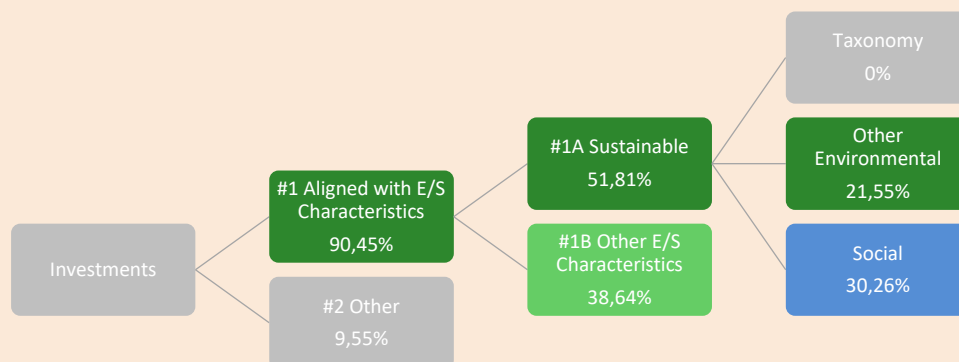 Investments
#1 Aligned with E/S
Characteristics
90,45%
#2 Other
9,55%
#1A Sustainable
51,81%
#1B Other E/S
Characteristics
38,64%
Taxonomy
0%
Other
Environmental
21,55%
Social
30,26%